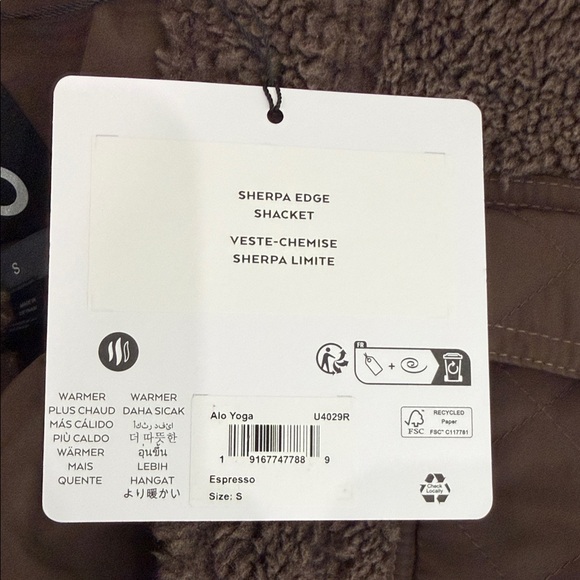 SHERPA EDGE
SHACKET
VESTE-CHEMISE
SHERPA LIMITE
S
FR
+
WARMER
PLUS CHAUD
MÁS CÁLIDO
PIÙ CALDO
WÄRMER
MAIS
QUENTE
WARMER
DAHA SICAK
أكثر دفئاً
더 따뜻한
อุ่นขึ้น
LEBIH
HANGAT
より暖かい
Alo Yoga U4029R
1 9167747788 9
Espresso
Size: S
FSC
RECYCLED
Paper
FSC® C117781
Check
Locally